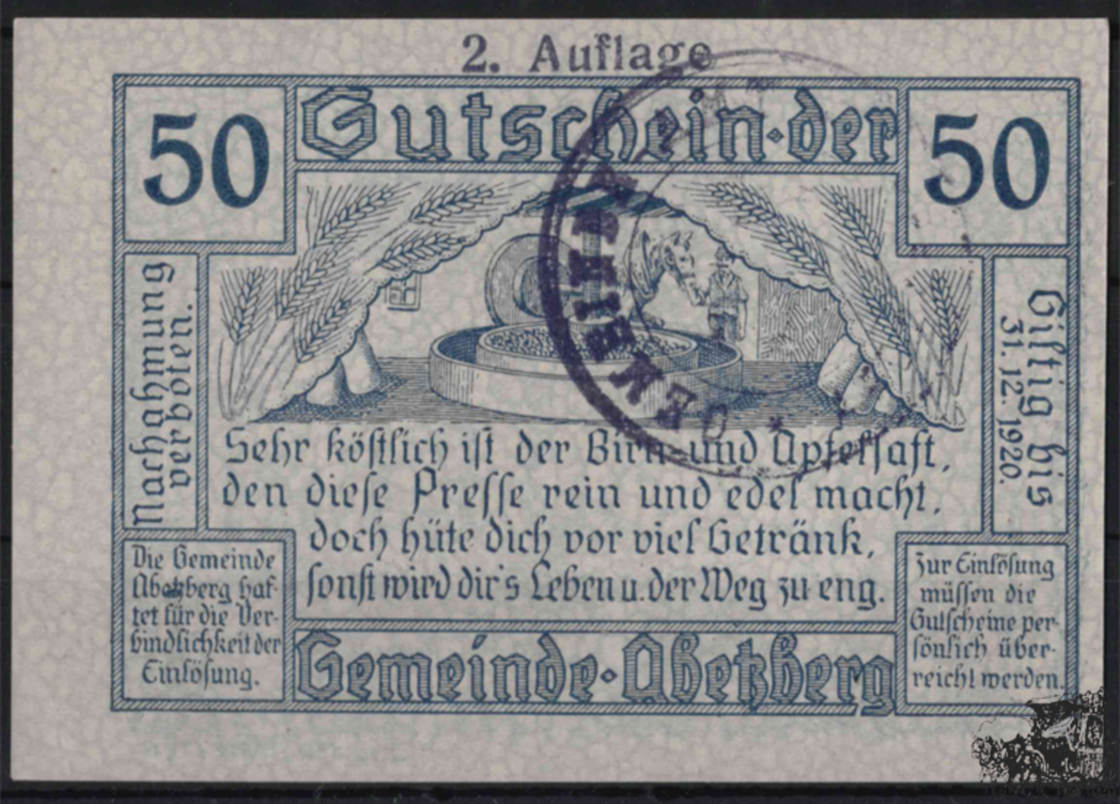 2. Auflage
50
Gutschein·der
50
Nachahmung
verboten.
Giltig bis
31. 12. 1920.
Sehr köstlich ist der Birn- und Apfelsaft,
den diese Presse rein und edel macht,
doch hüte dich vor viel Getränk,
sonst wird dir's Leben u. der Weg zu eng.
Die Gemeinde
Abetzberg haf-
tet für die Ver-
bindlichkeit der
Einlösung.
Gemeinde·Abetzberg
Zur Einlösung
müssen die
Gutscheine per-
sönlich über-
reicht werden.